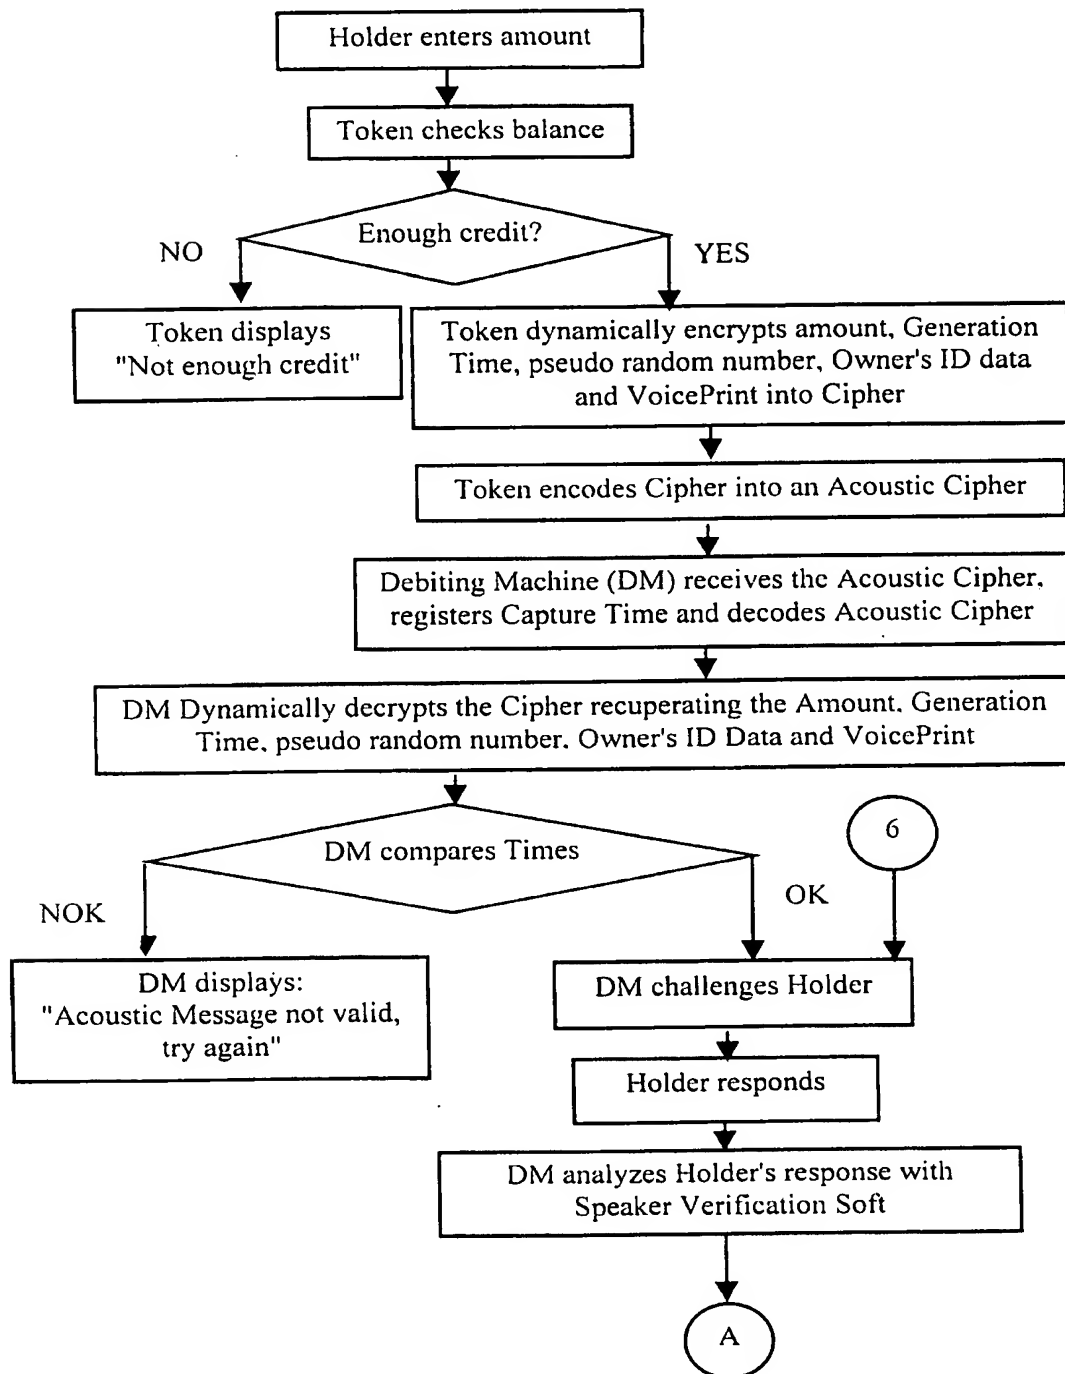 Holder enters amount
Token checks balance
Enough credit?
NO
YES
Token displays
"Not enough credit"
Token dynamically encrypts amount, Generation
Time, pseudo random number, Owner's ID data
and VoicePrint into Cipher
Token encodes Cipher into an Acoustic Cipher
Debiting Machine (DM) receives the Acoustic Cipher,
registers Capture Time and decodes Acoustic Cipher
DM Dynamically decrypts the Cipher recuperating the Amount. Generation
Time, pseudo random number. Owner's ID Data and VoicePrint
DM compares Times
6
NOK
OK
DM displays:
"Acoustic Message not valid,
try again"
DM challenges Holder
Holder responds
DM analyzes Holder's response with
Speaker Verification Soft
A